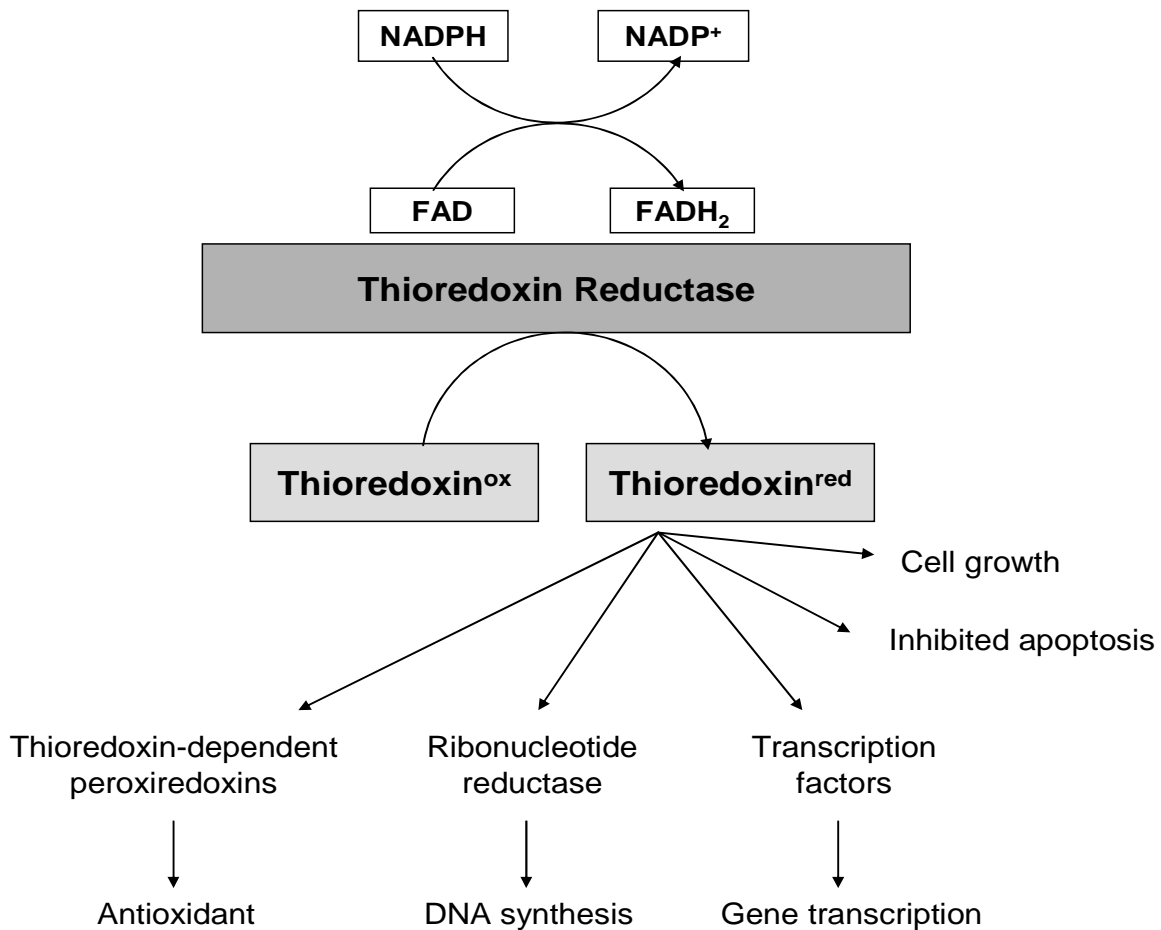 NADPH
NADP⁺
FAD
FADH₂
Thioredoxin Reductase
Thioredoxinᵒˣ
Thioredoxinʳᵉᵈ
Cell growth
Inhibited apoptosis
Thioredoxin-dependent
peroxiredoxins
Ribonucleotide
reductase
Transcription
factors
Antioxidant
DNA synthesis
Gene transcription